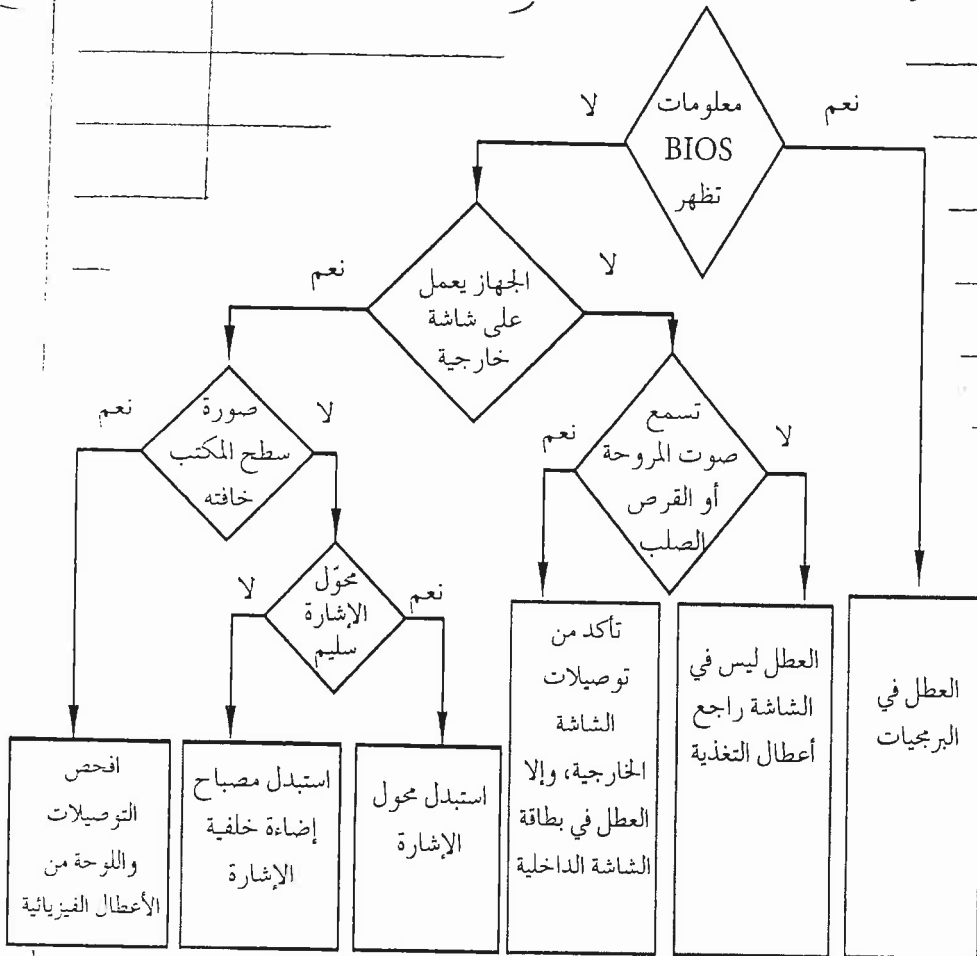 معلومات
BIOS
تظهر
نعم
لا
الجهاز يعمل
على شاشة
خارجية
لا
نعم
تسمع
صوت المروحة
أو القرص
الصلب
لا
نعم
صورة
سطح المكتب
خافته
لا
نعم
محوّل
الإشارة
سليم
نعم
لا
العطل في
البرمجيات
العطل ليس في
الشاشة راجع
أعطال التغذية
تأكد من
توصيلات
الشاشة
الخارجية، وإلا
العطل في بطاقة
الشاشة الداخلية
استبدل محول
الإشارة
استبدل مصباح
إضاءة خلفية
الإشارة
افحص
التوصيلات
واللوحة من
الأعطال الفيزيائية